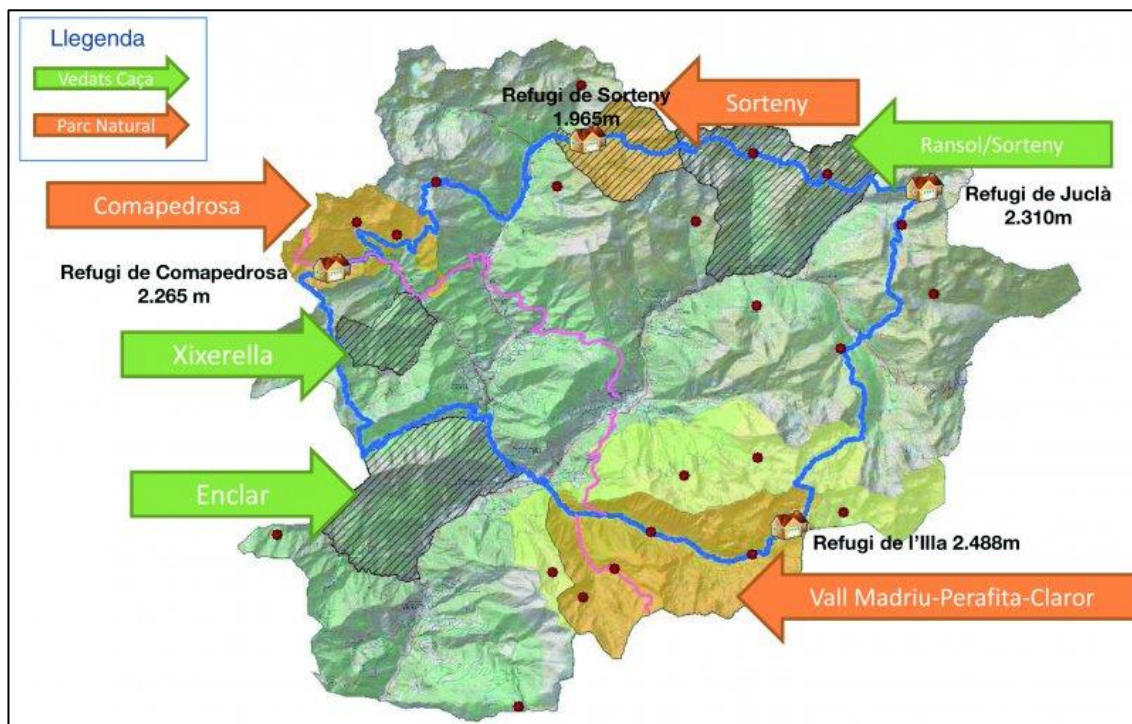 Llegenda
Vedats Caça
Parc Natural
Refugi de Sorteny
1.965m
Sorteny
Ransol/Sorteny
Comapedrosa
Refugi de Juclà
2.310m
Refugi de Comapedrosa
2.265 m
Xixerella
Enclar
Refugi de l'Illa 2.488m
Vall Madriu-Perafita-Claror